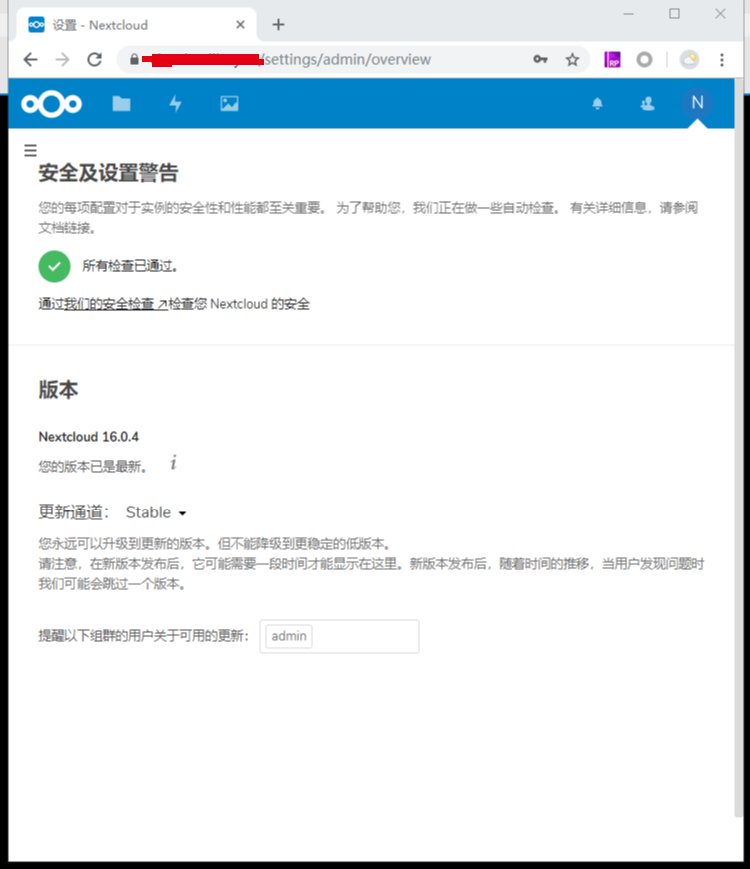 设置 - Nextcloud
/settings/admin/overview
RP
N
安全及设置警告
您的每项配置对于实例的安全性和性能都至关重要。 为了帮助您，我们正在做一些自动检查。 有关详细信息，请参阅
文档链接。
所有检查已通过。
通过我们的安全检查 ↗检查您 Nextcloud 的安全
版本
Nextcloud 16.0.4
您的版本已是最新。 i
更新通道： Stable
您永远可以升级到更新的版本。但不能降级到更稳定的低版本。
请注意，在新版本发布后，它可能需要一段时间才能显示在这里。新版本发布后，随着时间的推移，当用户发现问题时
我们可能会跳过一个版本。
提醒以下组群的用户关于可用的更新： admin